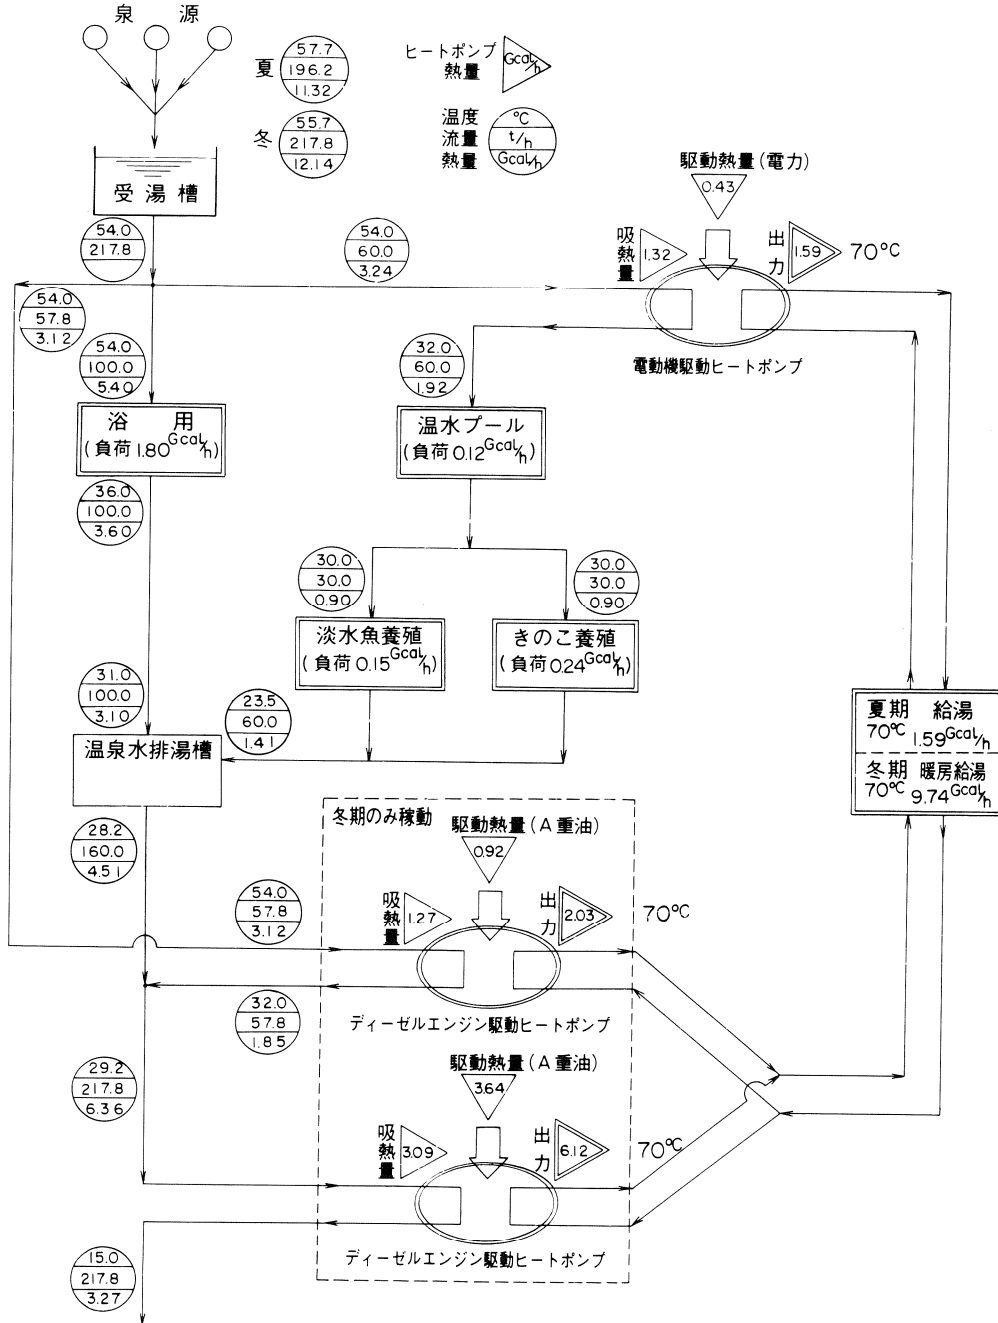 泉 源
夏
57.7
196.2
11.32
冬
55.7
217.8
12.14
ヒートポンプ
熱量
Gcal/h
温度
流量
熱量
℃
t/h
Gcal/h
受湯槽
54.0
217.8
54.0
60.0
3.24
駆動熱量(電力)
0.43
吸熱量
1.32
出力
1.59
70℃
電動機駆動ヒートポンプ
54.0
57.8
3.12
54.0
100.0
5.40
32.0
60.0
1.92
浴 用
(負荷1.80Gcal/h)
温水プール
(負荷0.12Gcal/h)
36.0
100.0
3.60
30.0
30.0
0.90
30.0
30.0
0.90
淡水魚養殖
(負荷0.15Gcal/h)
きのこ養殖
(負荷0.24Gcal/h)
31.0
100.0
3.10
23.5
60.0
1.41
温泉水排湯槽
夏期 給湯
70℃ 1.59Gcal/h
冬期 暖房給湯
70℃ 9.74Gcal/h
28.2
160.0
4.51
冬期のみ稼動
駆動熱量(A重油)
0.92
54.0
57.8
3.12
吸熱量
1.27
出力
2.03
70℃
32.0
57.8
1.85
ディーゼルエンジン駆動ヒートポンプ
駆動熱量(A重油)
3.64
29.2
217.8
6.36
吸熱量
3.09
出力
6.12
70℃
ディーゼルエンジン駆動ヒートポンプ
15.0
217.8
3.27